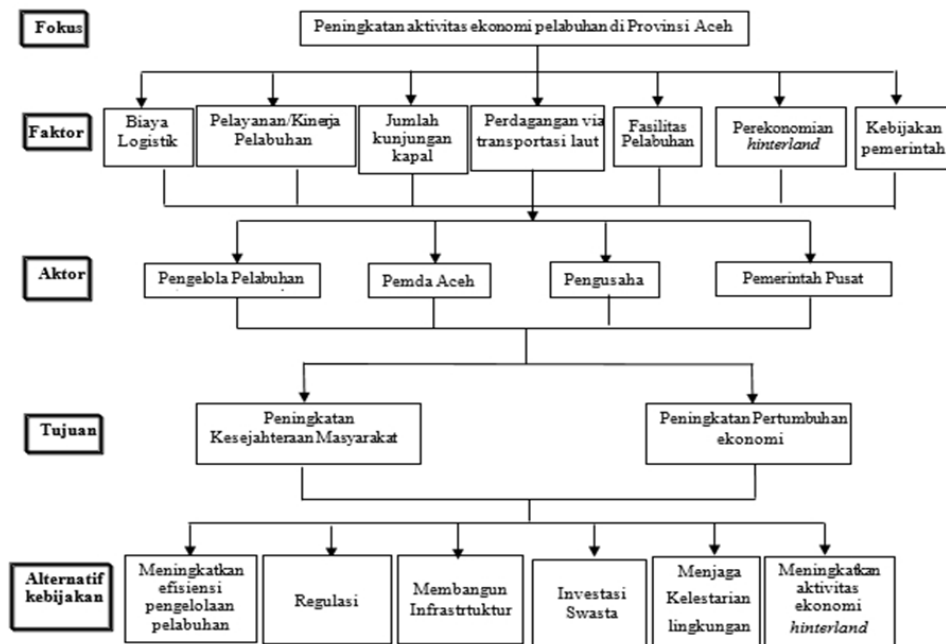 Fokus
Peningkatan aktivitas ekonomi pelabuhan di Provinsi Aceh
Faktor
Biaya
Logistik
Pelayanan/Kinerja
Pelabuhan
Jumlah
kunjungan
kapal
Perdagangan via
transportasi laut
Fasilitas
Pelabuhan
Perekonomian
hinterland
Kebijakan
pemerintah
Aktor
Pengelola Pelabuhan
Pemda Aceh
Pengusaha
Pemerintah Pusat
Tujuan
Peningkatan
Kesejahteraan Masyarakat
Peningkatan Pertumbuhan
ekonomi
Alternatif
kebijakan
Meningkatkan
efisiensi
pengelolaan
pelabuhan
Regulasi
Membangun
Infrastrtuktur
Investasi
Swasta
Menjaga
Kelestarian
lingkungan
Meningkatkan
aktivitas
ekonomi
hinterland